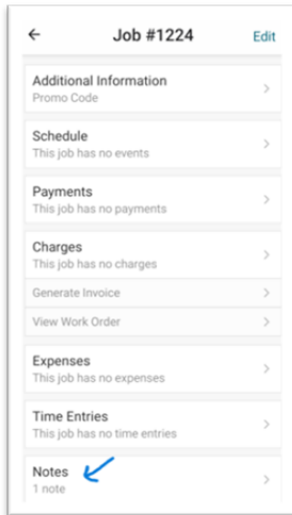 Job #1224
Edit
Additional Information
Promo Code
Schedule
This job has no events
Payments
This job has no payments
Charges
This job has no charges
Generate Invoice
View Work Order
Expenses
This job has no expenses
Time Entries
This job has no time entries
Notes
1 note